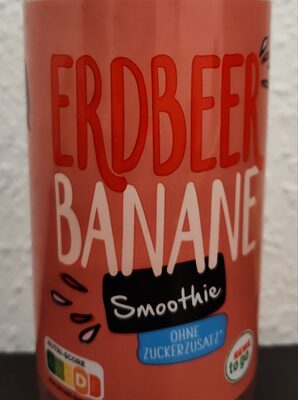 ERDBEER
BANANE
Smoothie
OHNE
ZUCKERZUSATZ*
NUTRI-SCORE
D
to go